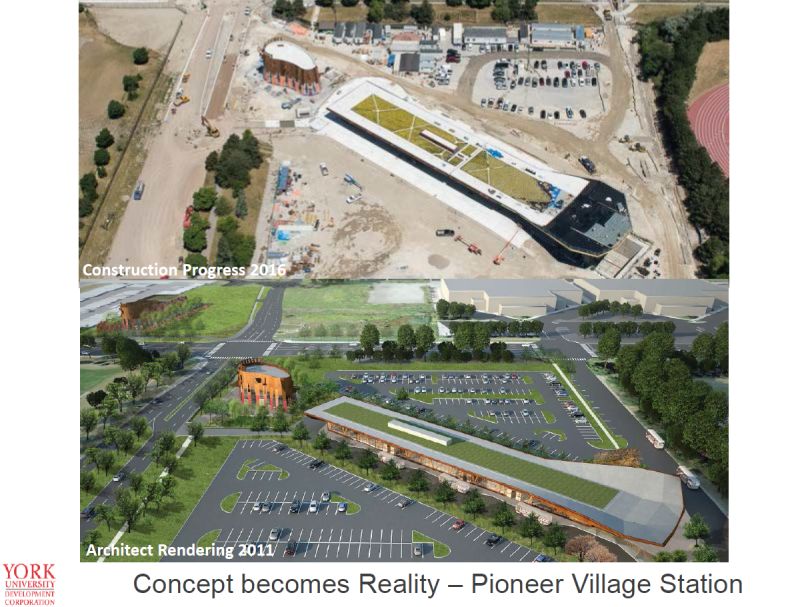 Construction Progress 2016
Architect Rendering 2011
YORK
UNIVERSITY
DEVELOPMENT
CORPORATION
Concept becomes Reality – Pioneer Village Station